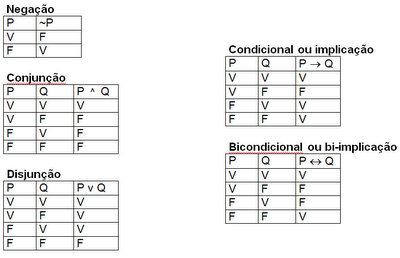 Negação
P ~P
V F
F V
Conjunção
P Q P ^ Q
V V V
V F F
F V F
F F F
Disjunção
P Q P v Q
V V V
V F V
F V V
F F F
Condicional ou implicação
P Q P → Q
V V V
V F F
F V V
F F V
Bicondicional ou bi-implicação
P Q P ↔ Q
V V V
V F F
F V F
F F V